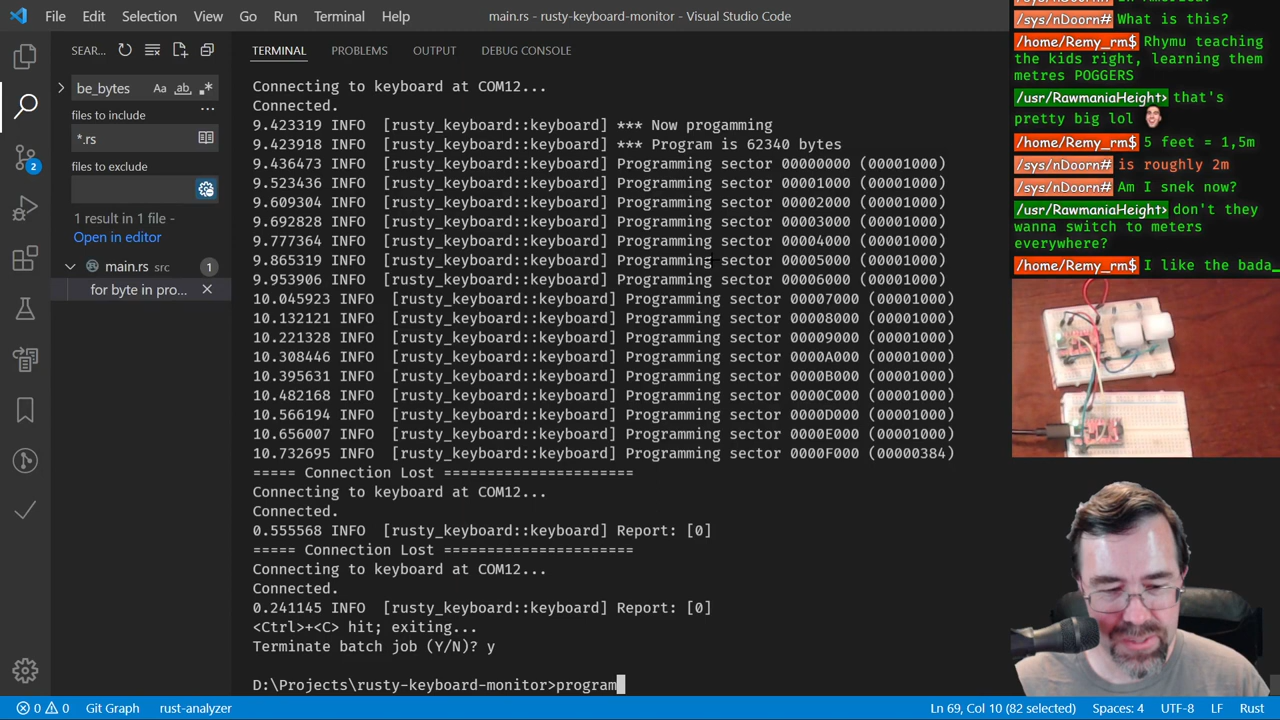 File Edit Selection View Go Run Terminal Help
main.rs - rusty-keyboard-monitor - Visual Studio Code
SEAR...
be_bytes
files to include
*.rs
files to exclude
1 result in 1 file -
Open in editor
main.rs src 1
for byte in pro...
TERMINAL PROBLEMS OUTPUT DEBUG CONSOLE
Connecting to keyboard at COM12...
Connected.
9.423319 INFO [rusty_keyboard::keyboard] *** Now progamming
9.423919 INFO [rusty_keyboard::keyboard] *** Program is 62340 bytes
9.436473 INFO [rusty_keyboard::keyboard] Programming sector 00000000 (00001000)
9.523430 INFO [rusty_keyboard::keyboard] Programming sector 00001000 (00001000)
9.609304 INFO [rusty_keyboard::keyboard] Programming sector 00002000 (00001000)
9.692828 INFO [rusty_keyboard::keyboard] Programming sector 00003000 (00001000)
9.777364 INFO [rusty_keyboard::keyboard] Programming sector 00004000 (00001000)
9.865319 INFO [rusty_keyboard::keyboard] Programming sector 00005000 (00001000)
9.953909 INFO [rusty_keyboard::keyboard] Programming sector 00006000 (00001000)
10.045923 INFO [rusty_keyboard::keyboard] Programming sector 00007000 (00001000)
10.132121 INFO [rusty_keyboard::keyboard] Programming sector 00008000 (00001000)
10.221328 INFO [rusty_keyboard::keyboard] Programming sector 00009000 (00001000)
10.308446 INFO [rusty_keyboard::keyboard] Programming sector 0000A000 (00001000)
10.395631 INFO [rusty_keyboard::keyboard] Programming sector 0000B000 (00001000)
10.482168 INFO [rusty_keyboard::keyboard] Programming sector 0000C000 (00001000)
10.566194 INFO [rusty_keyboard::keyboard] Programming sector 0000D000 (00001000)
10.656007 INFO [rusty_keyboard::keyboard] Programming sector 0000E000 (00001000)
10.732695 INFO [rusty_keyboard::keyboard] Programming sector 0000F000 (00000384)
===== Connection Lost ======================
Connecting to keyboard at COM12...
Connected.
0.555568 INFO [rusty_keyboard::keyboard] Report: [0]
===== Connection Lost ======================
Connecting to keyboard at COM12...
Connected.
0.241145 INFO [rusty_keyboard::keyboard] Report: [0]
<Ctrl>+<C> hit; exiting...
Terminate batch job (Y/N)? y
D:\Projects\rusty-keyboard-monitor>program
/sys/nDoorn# What is this?
/home/Remy_rm$ Rhymu teaching
the kids right, learning them
metres POGGERS
/usr/RawmaniaHeight> that's
pretty big lol
/home/Remy_rm$ 5 feet = 1,5m
/sys/nDoorn# is roughly 2m
/sys/nDoorn# Am I snek now?
/usr/RawmaniaHeight> don't they
wanna switch to meters
everywhere?
/home/Remy_rm$ I like the bada_
2
0 0 Git Graph rust-analyzer
Ln 69, Col 10 (82 selected) Spaces: 4 UTF-8 LF Rust